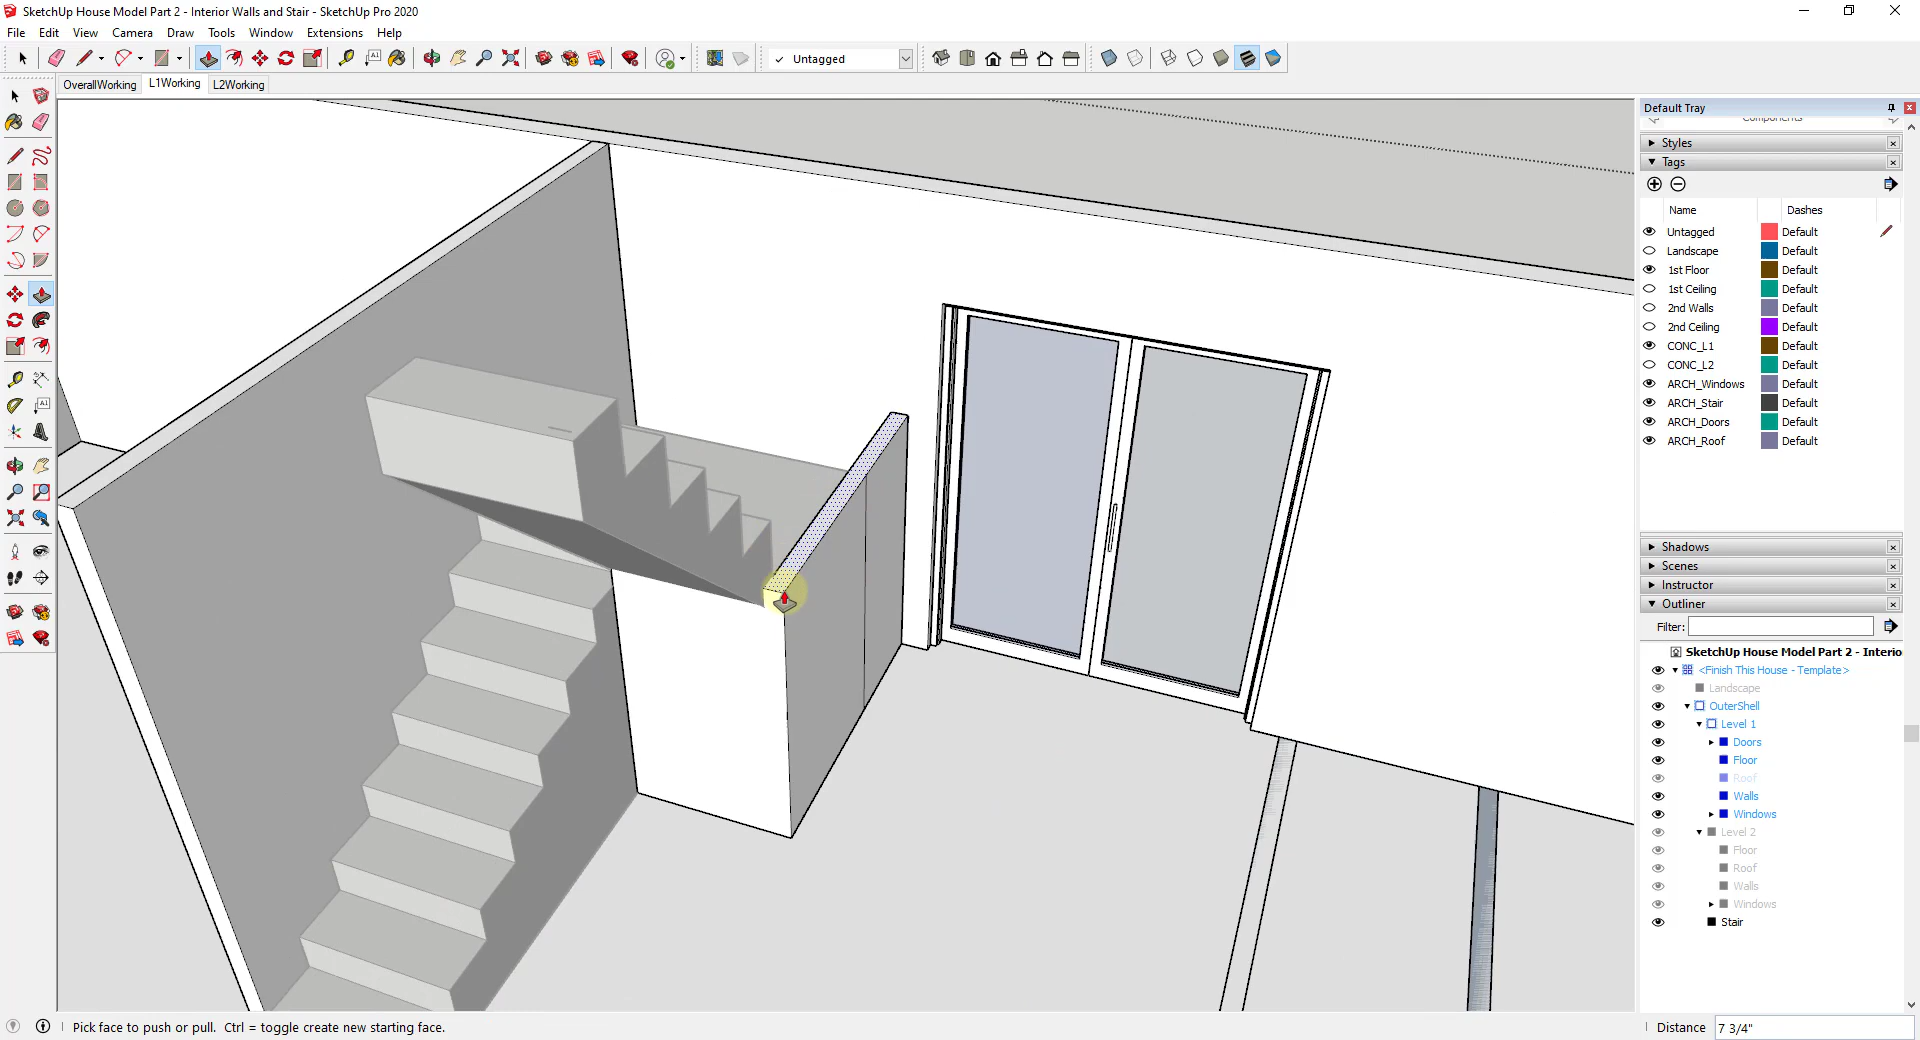 SketchUp House Model Part 2 - Interior Walls and Stair - SketchUp Pro 2020
File Edit View Camera Draw Tools Window Extensions Help
Untagged
OverallWorking L1Working L2Working
Default Tray
Components
Styles
Tags
Name Dashes
Untagged Default
Landscape Default
1st Floor Default
1st Ceiling Default
2nd Walls Default
2nd Ceiling Default
CONC_L1 Default
CONC_L2 Default
ARCH_Windows Default
ARCH_Stair Default
ARCH_Doors Default
ARCH_Roof Default
Shadows
Scenes
Instructor
Outliner
Filter:
SketchUp House Model Part 2 - Interio
<Finish This House - Template>
Landscape
OuterShell
Level 1
Doors
Floor
Roof
Walls
Windows
Level 2
Floor
Roof
Walls
Windows
Stair
Pick face to push or pull. Ctrl = toggle create new starting face.
Distance 7 3/4"